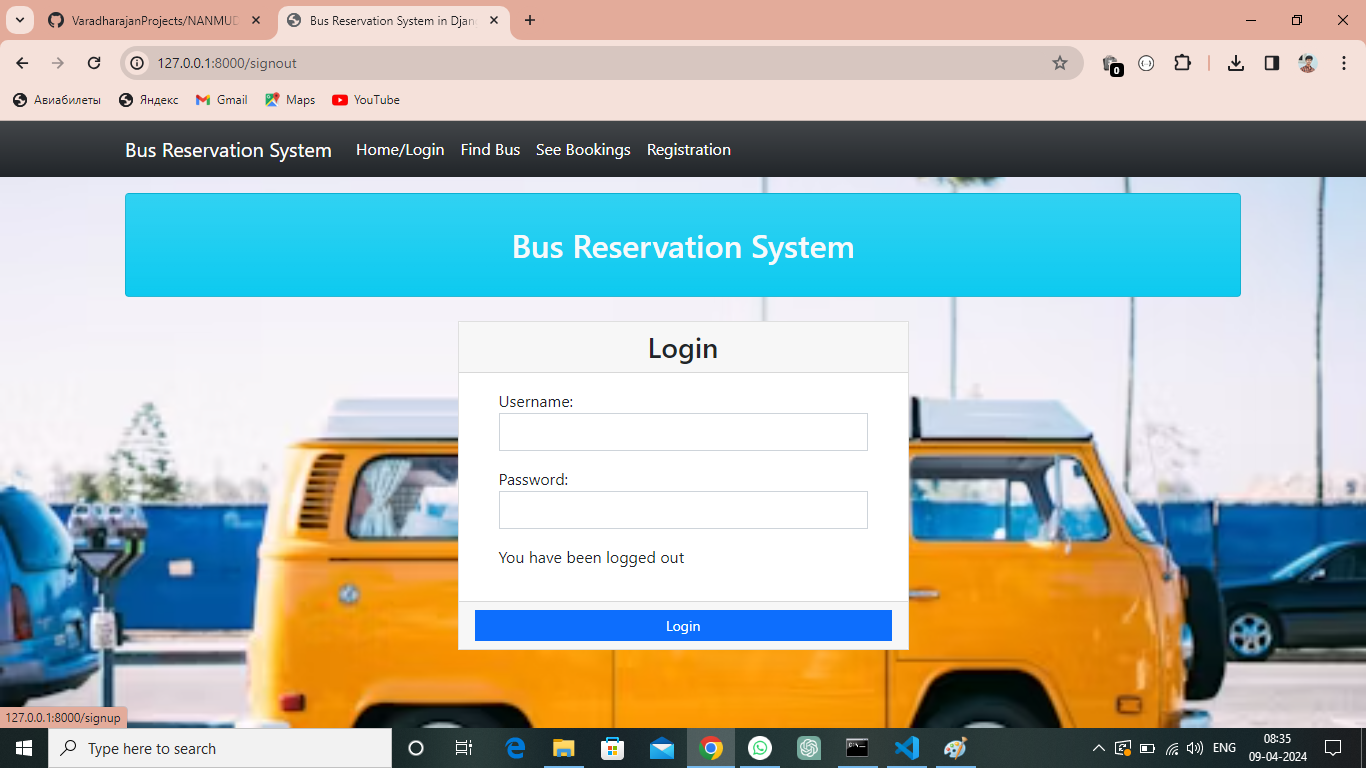 VaradharajanProjects/NANMUD
Bus Reservation System in Djan
127.0.0.1:8000/signout
0
Авиабилеты
Яндекс
Gmail
Maps
YouTube
Bus Reservation System
Home/Login
Find Bus
See Bookings
Registration
Bus Reservation System
Login
Username:
Password:
You have been logged out
Login
127.0.0.1:8000/signup
Type here to search
ENG
08:35
09-04-2024